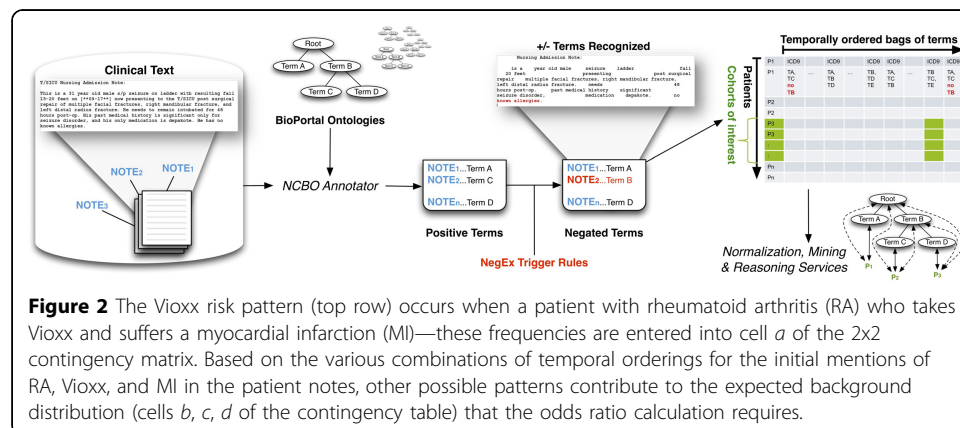 Clinical Text
T/SICU Nursing Admission Note:
This is a 31 year old male s/p seizure on ladder with resulting fall
15-20 feet on [**09-17**] now presenting to the T/SICU post surgical
repair of multiple facial fractures, right mandibular fracture, and
left distal radius fracture. He needs to remain intubated for 48
hours post-op. His past medical history is significant only for
seizure disorder, and his only medication is depakote. He has no
known allergies.
NOTE1
NOTE2
NOTE3
Root
Term A
Term B
Term C
Term D
BioPortal Ontologies
NCBO Annotator
NOTE1...Term A
NOTE2...Term C
NOTEn...Term D
Positive Terms
+/- Terms Recognized
Nursing Admission Note:
is a year old male seizure ladder fall
20 feet presenting post surgical
repair multiple facial fractures, right mandibular fracture,
left distal radius fracture. 48
hours post-op. past medical history significant
seizure disorder, medication depakote. no
known allergies.
NOTE1...Term A
NOTE2...Term B
NOTEn...Term D
Negated Terms
NegEx Trigger Rules
Temporally ordered bags of terms
Patients
Cohorts of interest
P1 ICD9 ICD9 ICD9 ICD9 ICD9 ICD9
P1 TA, TC no TB TA, TC ... TB, TD TA, TC TE ... TB TC, TE TA, TE no TB
P2
P2
P3
P3
Pn
Pn
Root
Term A
Term B
Term C
Term D
P1
P2
P3
Normalization, Mining
& Reasoning Services
Figure 2 The Vioxx risk pattern (top row) occurs when a patient with rheumatoid arthritis (RA) who takes
Vioxx and suffers a myocardial infarction (MI)—these frequencies are entered into cell a of the 2x2
contingency matrix. Based on the various combinations of temporal orderings for the initial mentions of
RA, Vioxx, and MI in the patient notes, other possible patterns contribute to the expected background
distribution (cells b, c, d of the contingency table) that the odds ratio calculation requires.